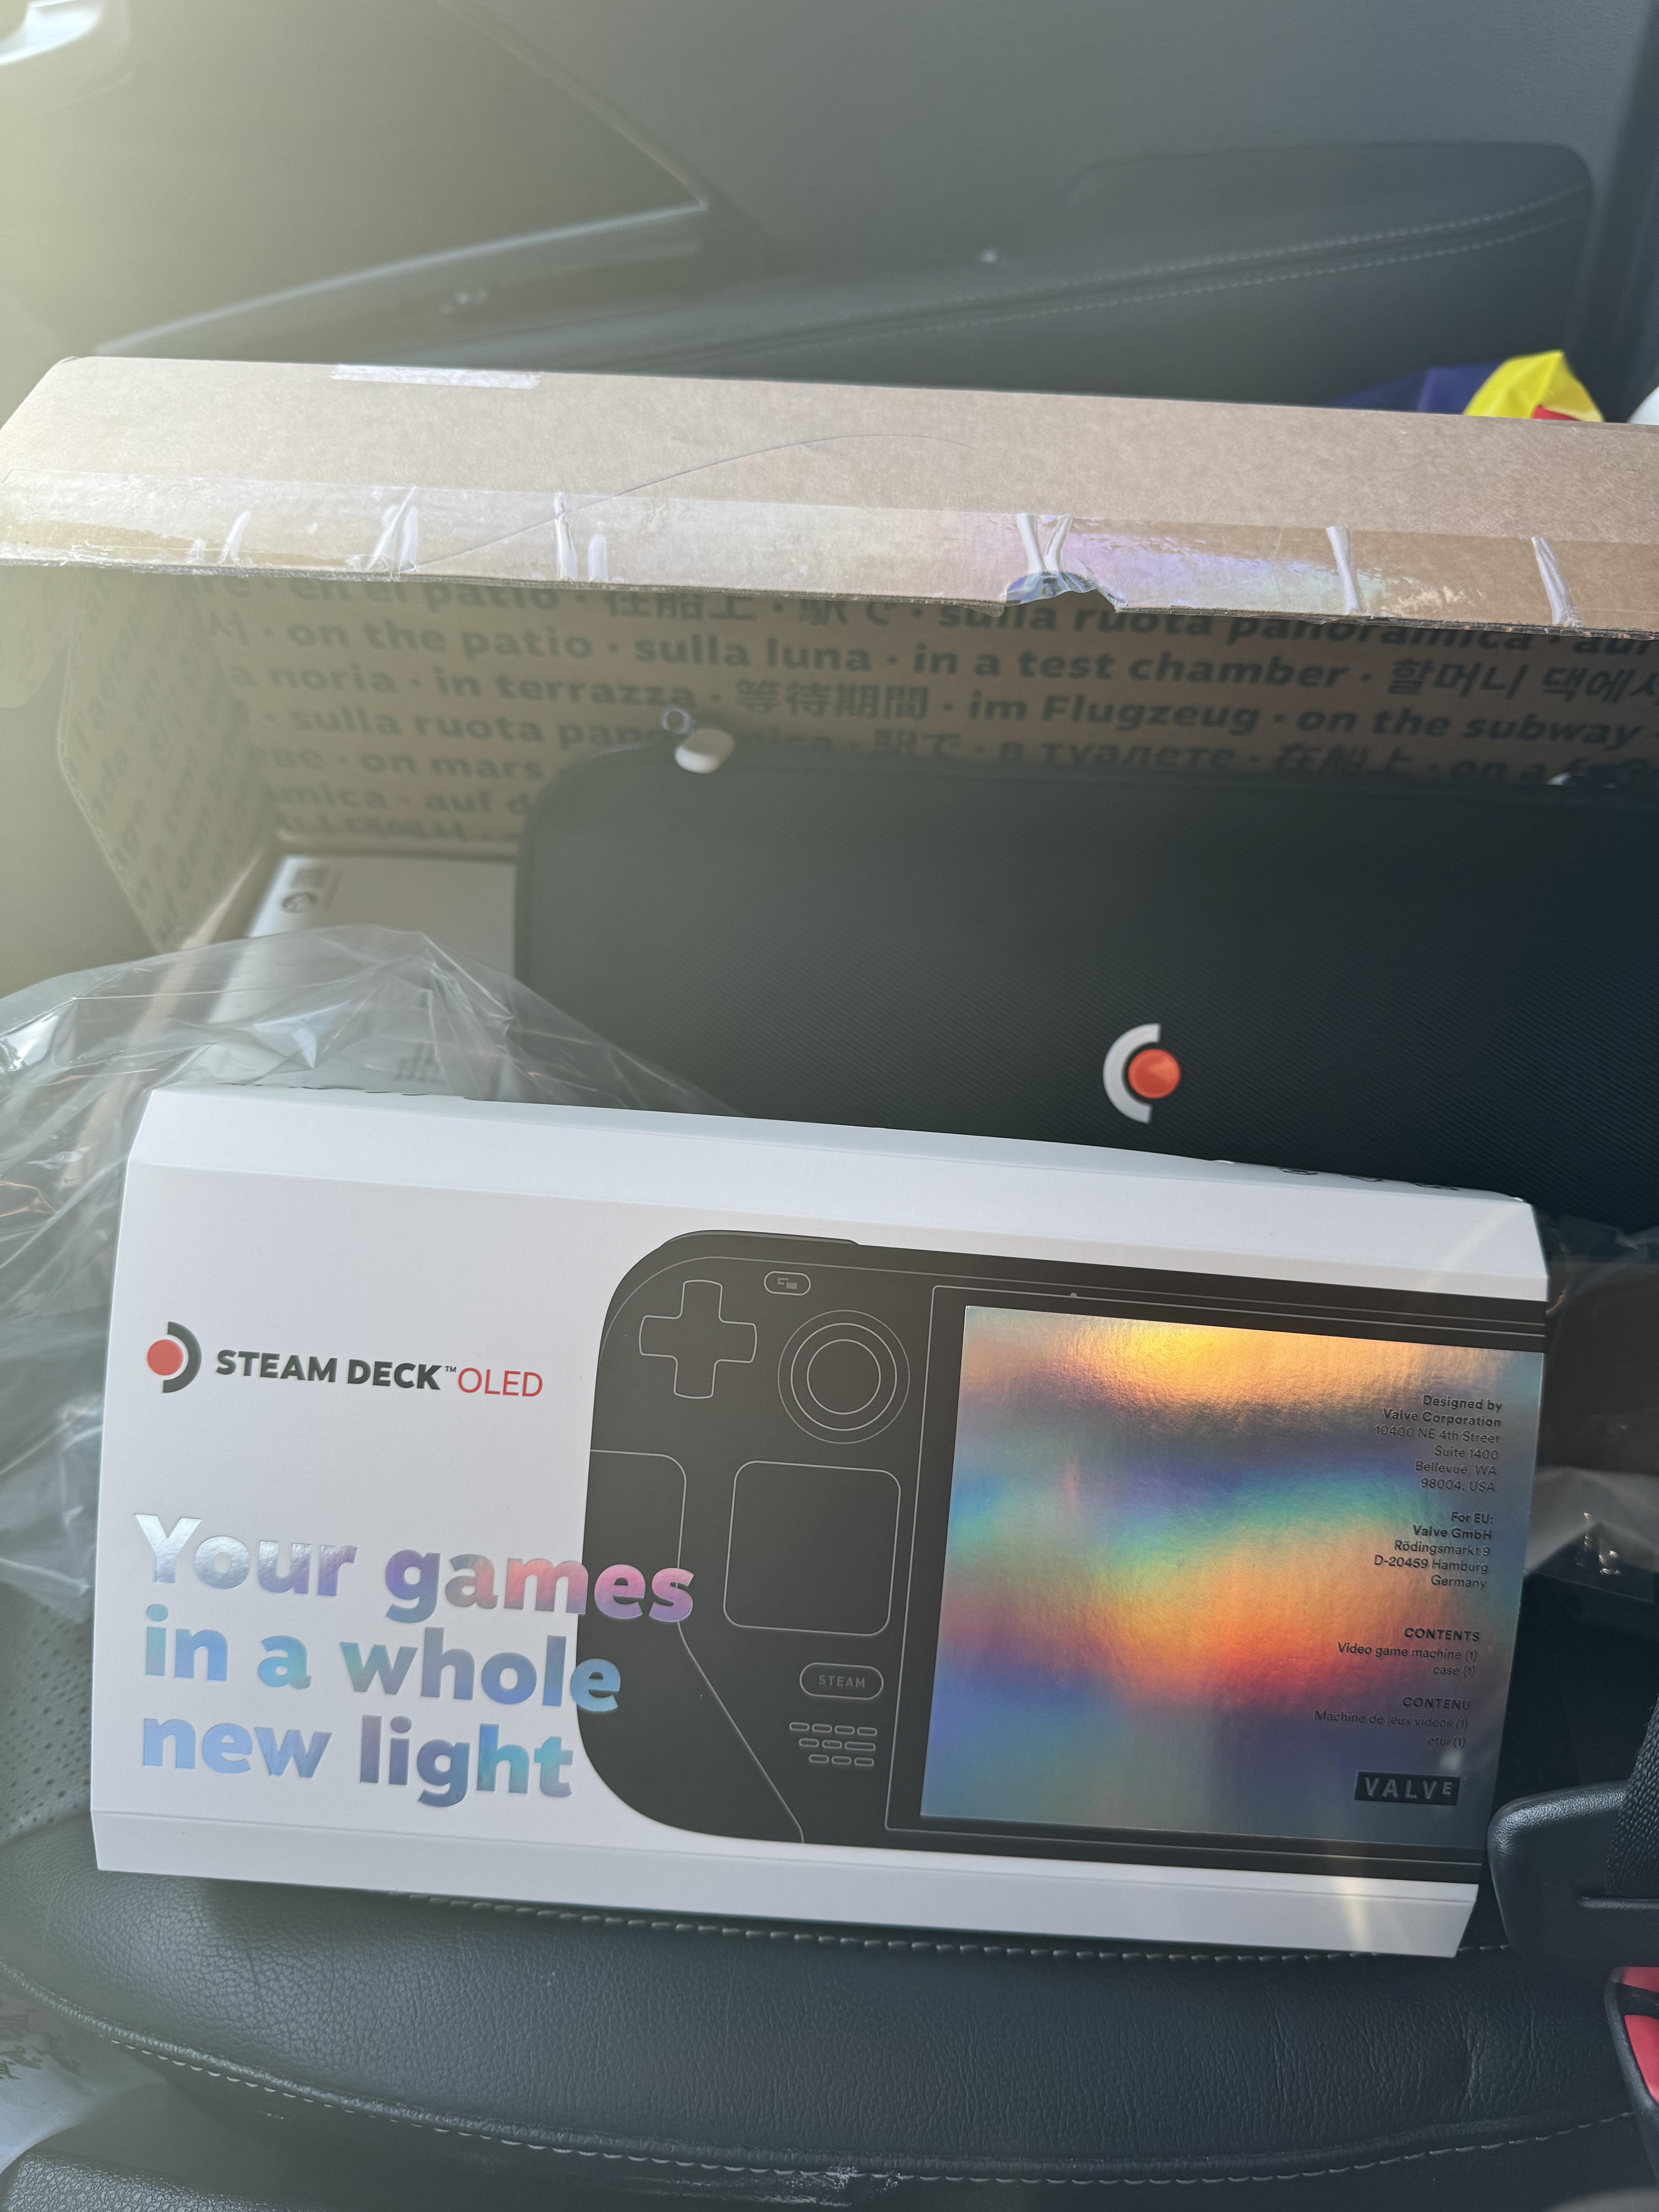 en el patio · 在船上 · 駅で · sulla ruota panoramica · auf
서 · on the patio · sulla luna · in a test chamber · 할머니 댁에서
a noria · in terrazza · 等待期間 · im Flugzeug · on the subway
· sulla ruota panoramica · 駅で · в туалете · 在船上 · on a
on mars
amica · auf d
STEAM DECK™OLED
Your games
in a whole
new light
STEAM
Designed by
Valve Corporation
10400 NE 4th Street
Suite 1400
Bellevue, WA
98004, USA
For EU:
Valve GmbH
Rödingsmarkt 9
D-20459 Hamburg
Germany
CONTENTS
Video game machine (1)
case (1)
CONTENU
Machine de jeux vidéos (1)
étui (1)
VALVE